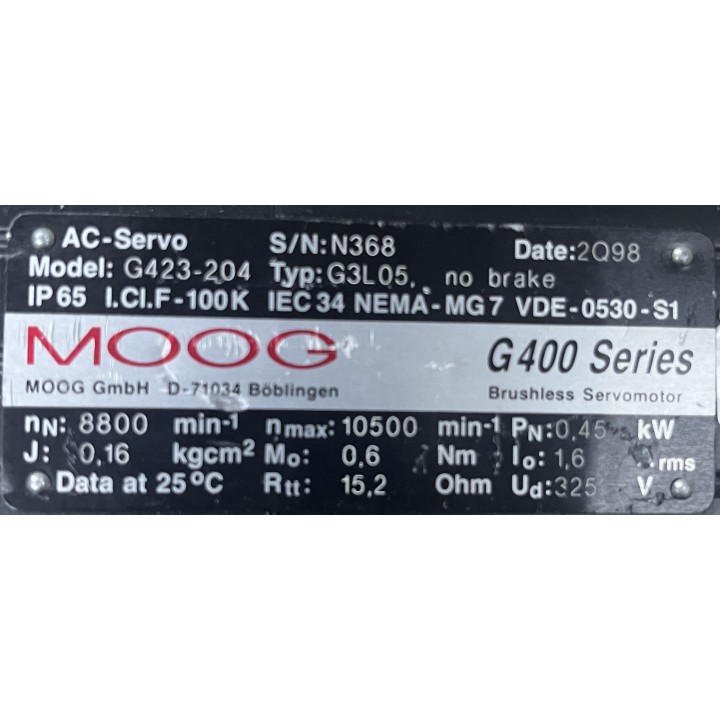 AC-Servo S/N: N368 Date: 2Q98
Model: G423-204 Typ: G3L05, no brake
IP 65 I.Cl.F-100K IEC 34 NEMA-MG7 VDE-0530-S1
MOOG G400 Series
MOOG GmbH D-71034 Böblingen Brushless Servomotor
nN: 8800 min-1 nmax: 10500 min-1 PN: 0,45 kW
J: 0,16 kgcm2 Mo: 0,6 Nm Io: 1,6 rms
Data at 25°C Rtt: 15,2 Ohm Ud: 325 V